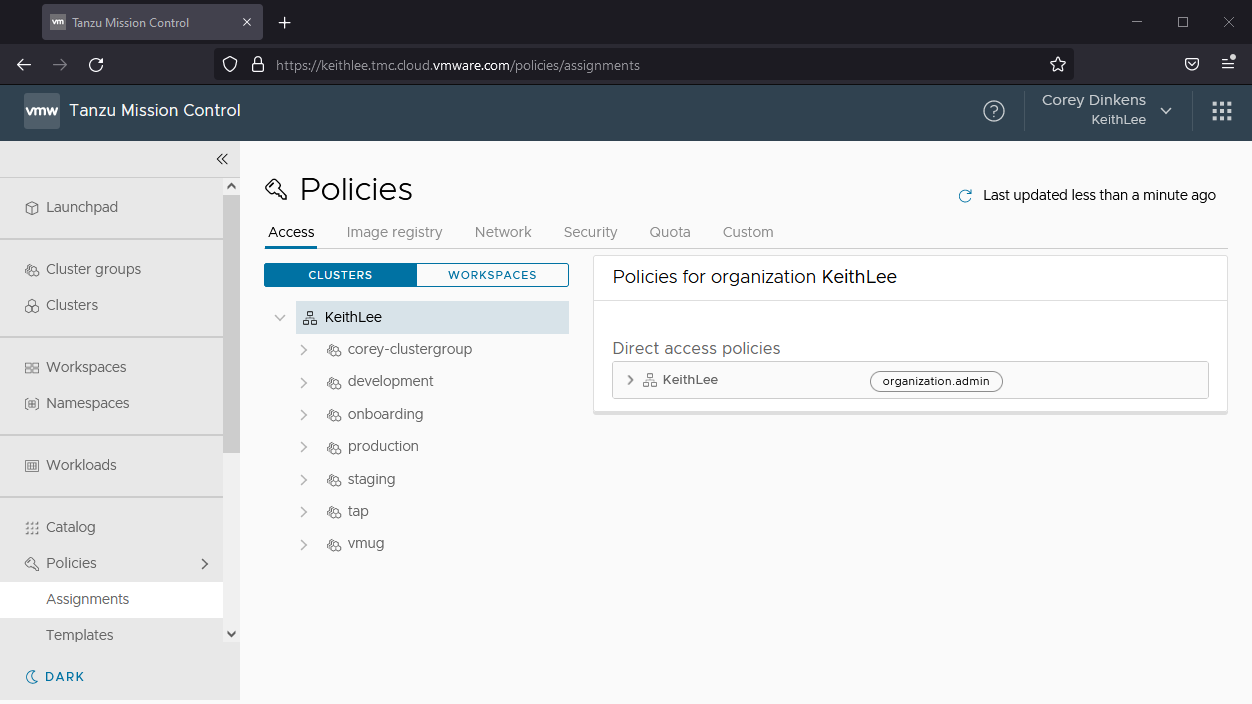 vm Tanzu Mission Control
https://keithlee.tmc.cloud.vmware.com/policies/assignments
vmw Tanzu Mission Control
?
Corey Dinkens
KeithLee
Launchpad
Cluster groups
Clusters
Workspaces
Namespaces
Workloads
Catalog
Policies
Assignments
Templates
DARK
Policies
Last updated less than a minute ago
Access Image registry Network Security Quota Custom
CLUSTERS WORKSPACES
KeithLee
corey-clustergroup
development
onboarding
production
staging
tap
vmug
Policies for organization KeithLee
Direct access policies
KeithLee organization.admin